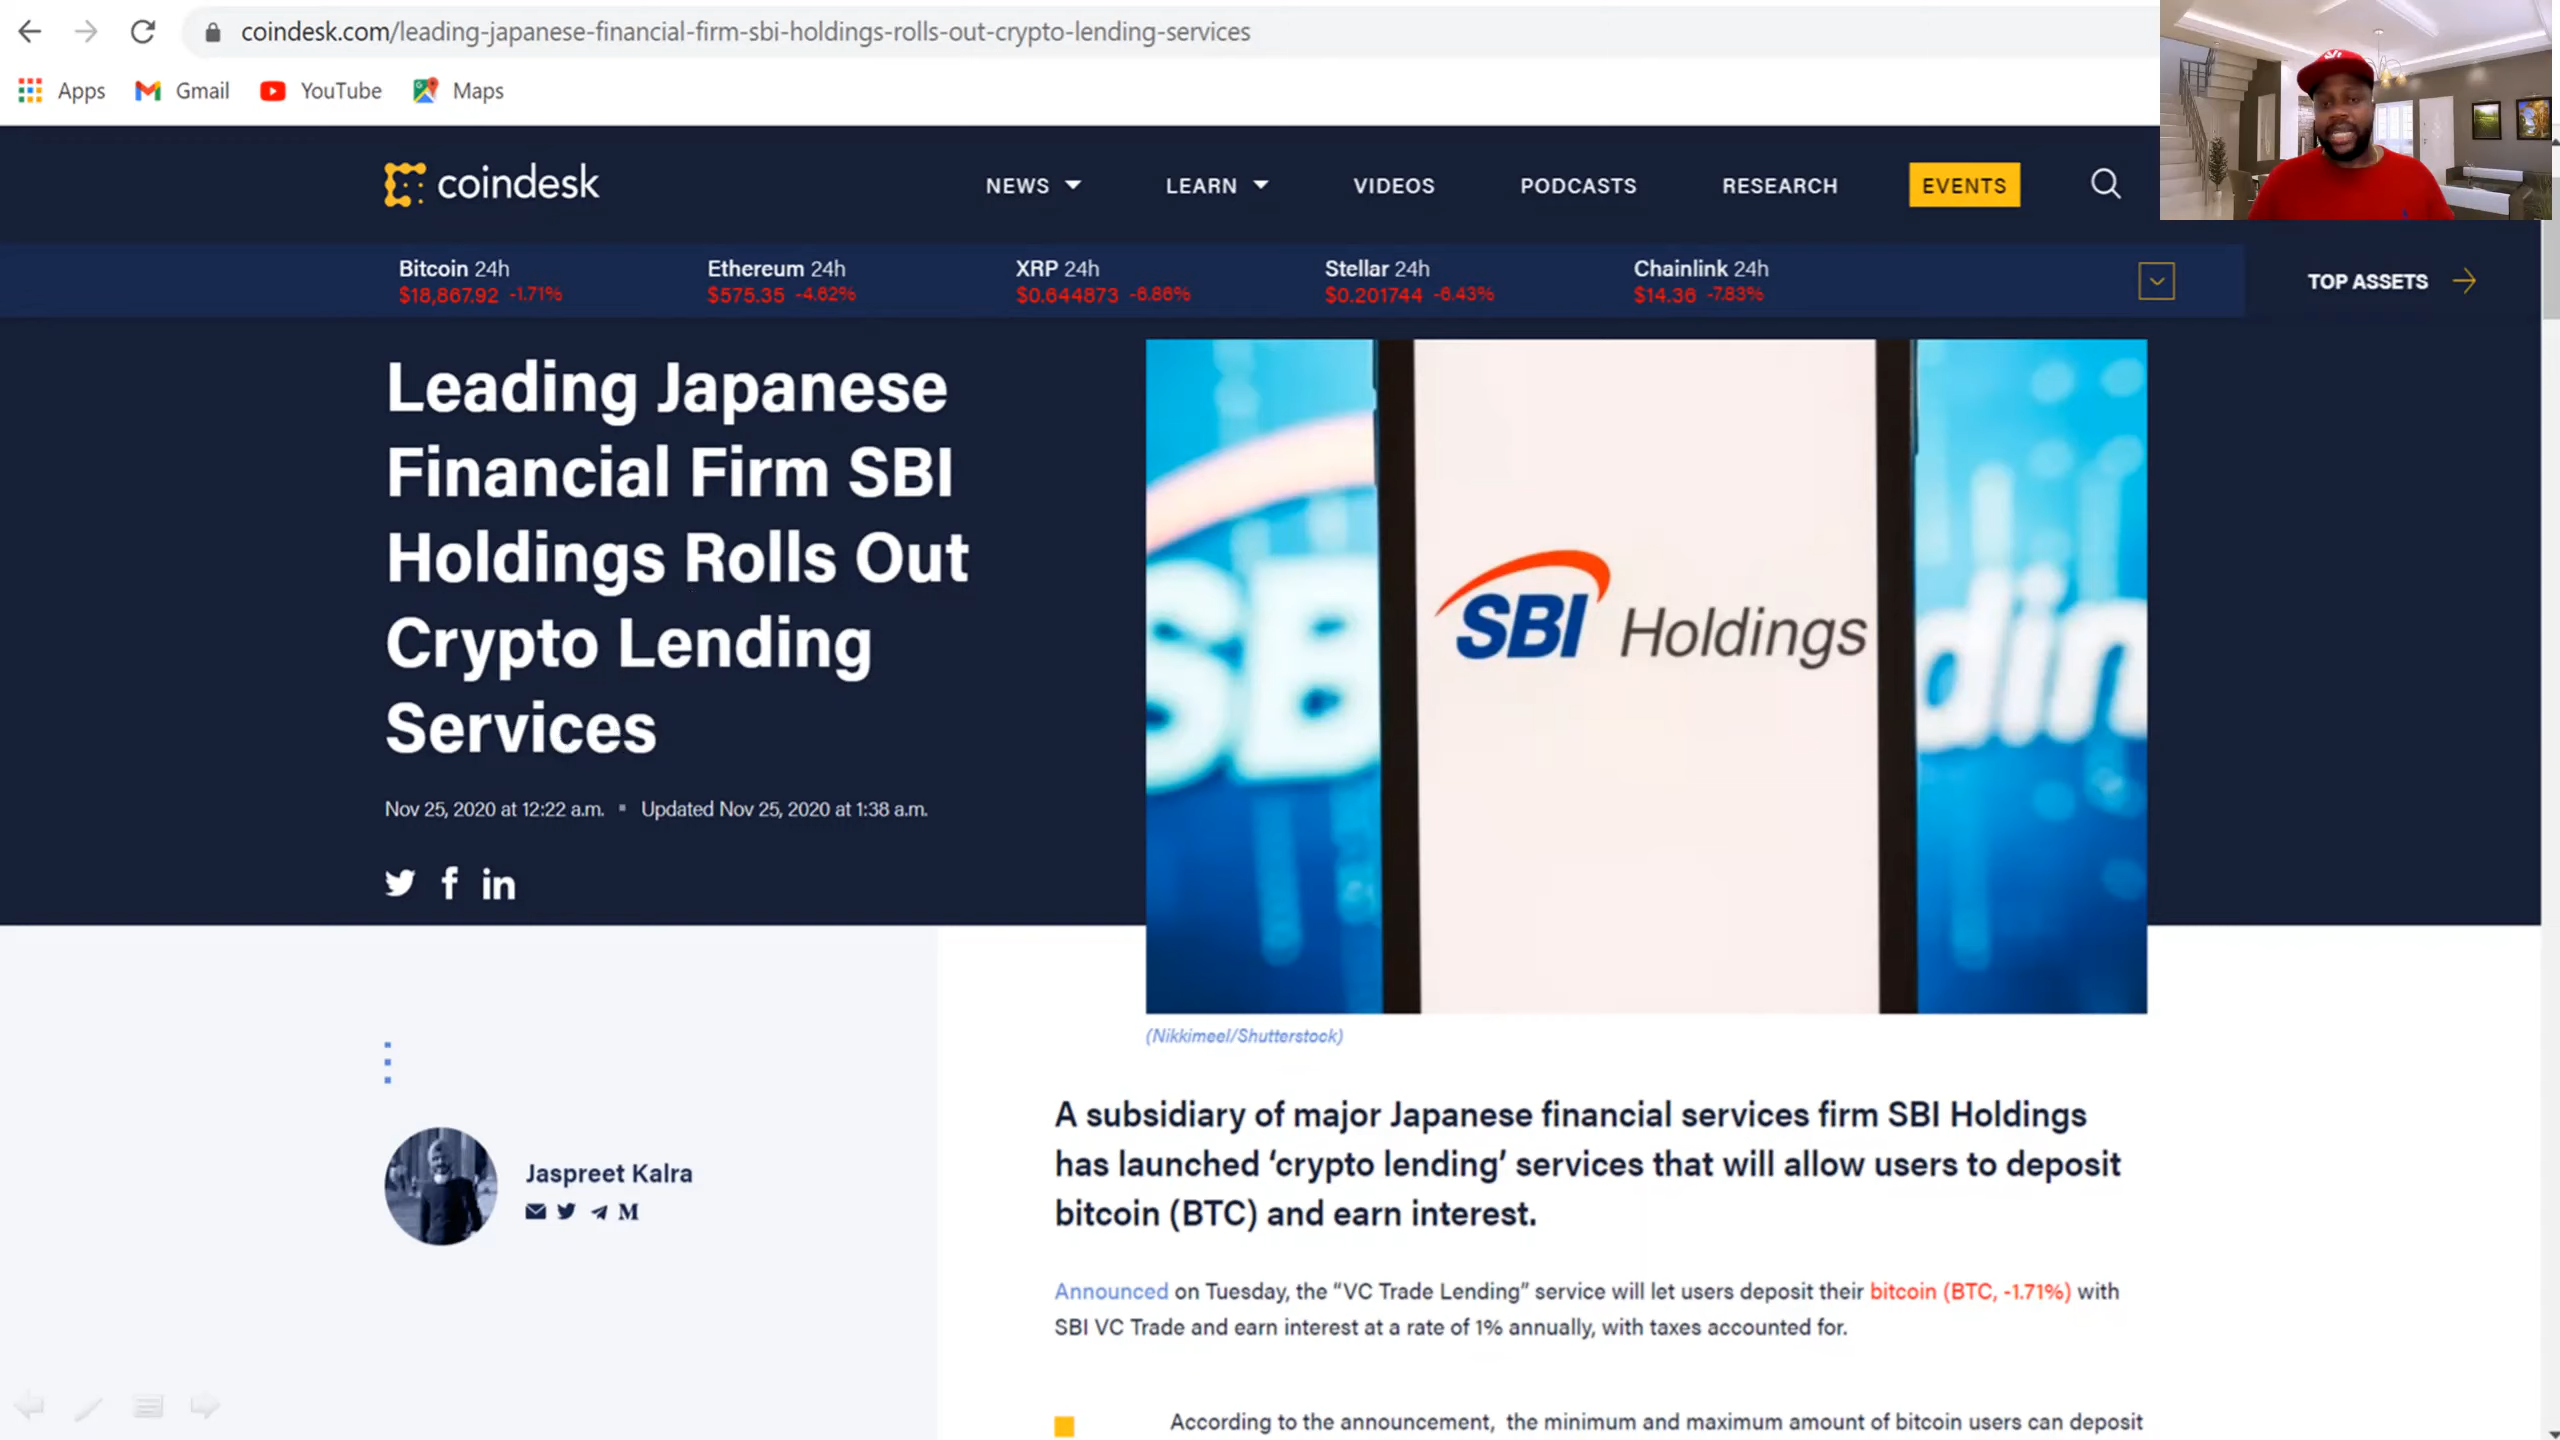 coindesk.com/leading-japanese-financial-firm-sbi-holdings-rolls-out-crypto-lending-services
Apps Gmail YouTube Maps
coindesk
NEWS LEARN VIDEOS PODCASTS RESEARCH EVENTS
Bitcoin 24h
$18,867.92 -1.71%
Ethereum 24h
$575.35 -4.62%
XRP 24h
$0.644873 -6.86%
Stellar 24h
$0.201744 -6.43%
Chainlink 24h
$14.36 -7.83%
TOP ASSETS
Leading Japanese
Financial Firm SBI
Holdings Rolls Out
Crypto Lending
Services
Nov 25, 2020 at 12:22 a.m. ▪ Updated Nov 25, 2020 at 1:38 a.m.
SB
SBI Holdings
din
(Nikkimeel/Shutterstock)
Jaspreet Kalra
A subsidiary of major Japanese financial services firm SBI Holdings
has launched ‘crypto lending’ services that will allow users to deposit
bitcoin (BTC) and earn interest.
Announced on Tuesday, the “VC Trade Lending” service will let users deposit their bitcoin (BTC, -1.71%) with
SBI VC Trade and earn interest at a rate of 1% annually, with taxes accounted for.
According to the announcement, the minimum and maximum amount of bitcoin users can deposit